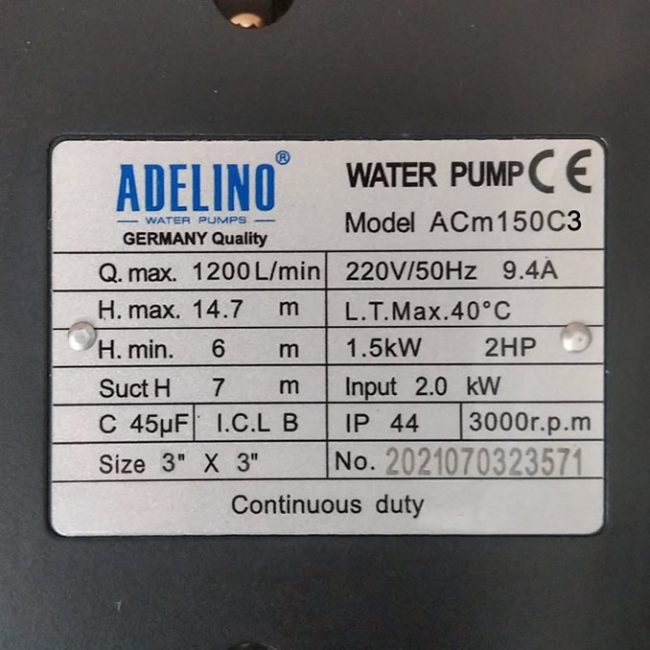 ADELINO®
WATER PUMPS
GERMANY Quality
WATER PUMP CE
Model ACm150C3
Q. max. 1200 L/min 220V/50Hz 9.4A
H. max. 14.7 m L.T.Max.40°C
H. min. 6 m 1.5kW 2HP
Suct H 7 m Input 2.0 kW
C 45µF I.C.L B IP 44 3000r.p.m
Size 3" X 3" No. 2021070323571
Continuous duty